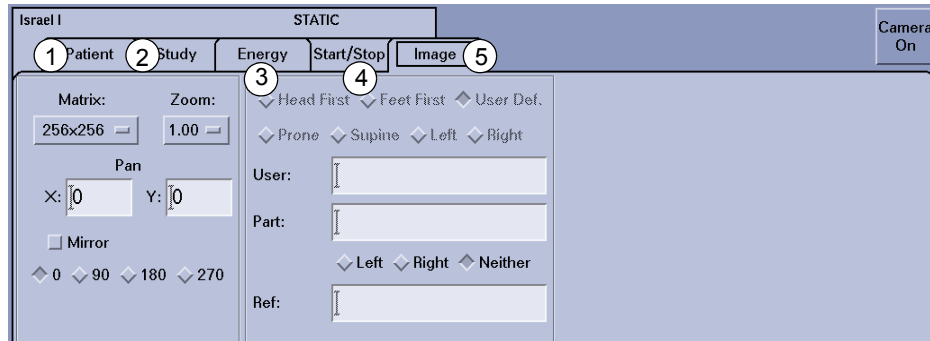 Israel I STATIC
Camera On
1 Patient 2 Study Energy Start/Stop Image 5
3 4
Matrix: Zoom: Head First Feet First User Def.
256x256 1.00 Prone Supine Left Right
Pan
User:
X: 0 Y: 0
Part:
Mirror
Left Right Neither
0 90 180 270
Ref: